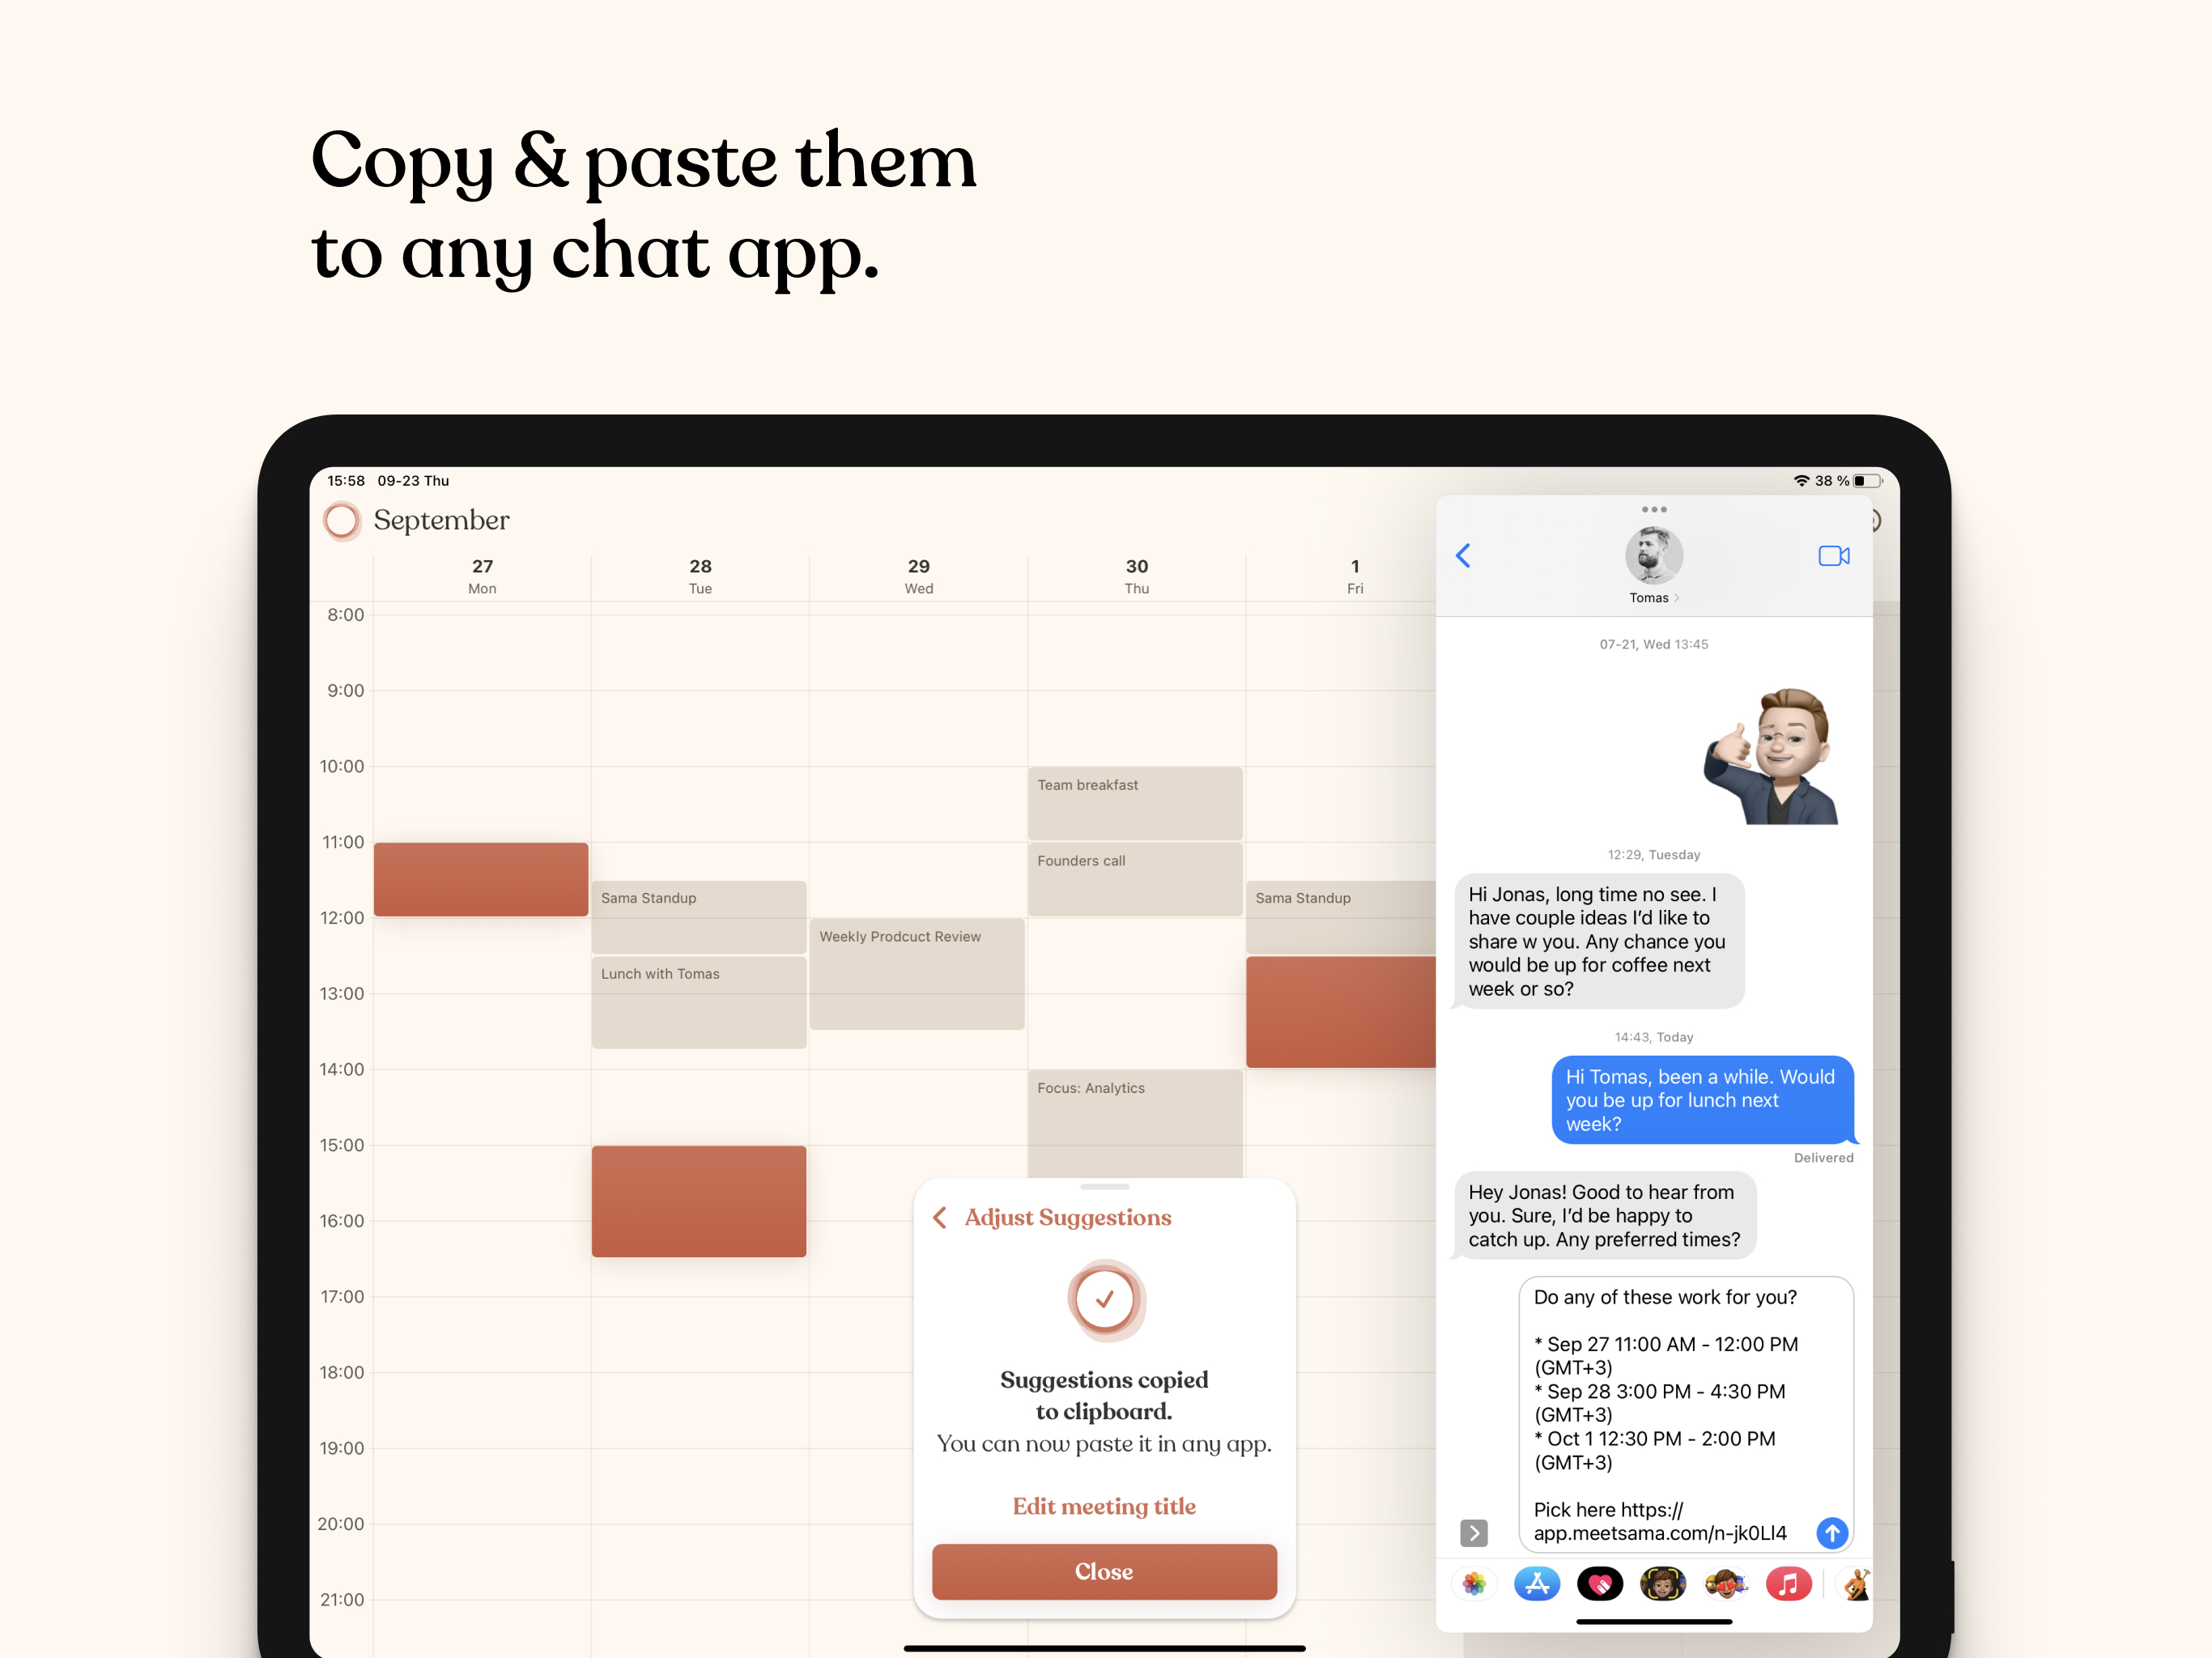 Copy & paste them
to any chat app.
15:58 09-23 Thu
38 %
September
27
Mon
28
Tue
29
Wed
30
Thu
1
Fri
8:00
9:00
10:00
11:00
12:00
13:00
14:00
15:00
16:00
17:00
18:00
19:00
20:00
21:00
Sama Standup
Lunch with Tomas
Weekly Prodcuct Review
Team breakfast
Founders call
Focus: Analytics
Sama Standup
Adjust Suggestions
Suggestions copied
to clipboard.
You can now paste it in any app.
Edit meeting title
Close
Tomas
07-21, Wed 13:45
12:29, Tuesday
Hi Jonas, long time no see. I
have couple ideas I’d like to
share w you. Any chance you
would be up for coffee next
week or so?
14:43, Today
Hi Tomas, been a while. Would
you be up for lunch next
week?
Delivered
Hey Jonas! Good to hear from
you. Sure, I’d be happy to
catch up. Any preferred times?
Do any of these work for you?
* Sep 27 11:00 AM - 12:00 PM
(GMT+3)
* Sep 28 3:00 PM - 4:30 PM
(GMT+3)
* Oct 1 12:30 PM - 2:00 PM
(GMT+3)
Pick here https://
app.meetsama.com/n-jk0Ll4